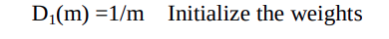 D₁(m) =1/m Initialize the weights